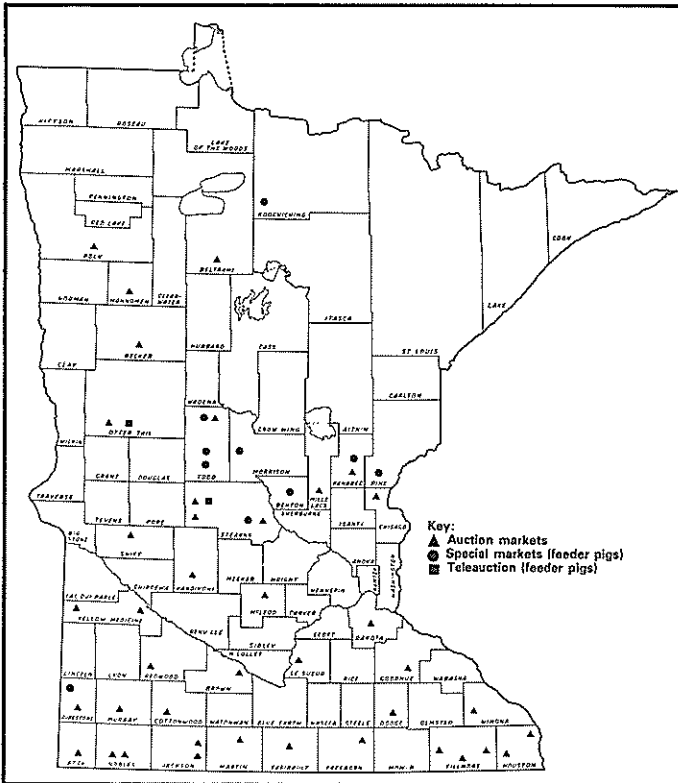 KITTSON
ROSEAU
LAKE
OF THE WOODS
MARSHALL
KOOCHICHING
PENNINGTON
RED LAKE
POLK
BELTRAMI
COOK
LAKE
NORMAN
MAHNOMEN
CLEAR-
WATER
ITASCA
ST LOUIS
HUBBARD
CASS
BECKER
CLAY
CARLSON
WADENA
CROW WING
AITKIN
OTTER TAIL
WILKIN
TODD
MORRISON
KANABEC
PINE
GRANT
DOUGLAS
MILLE
LACS
BENTON
TRAVERSE
SHERBURNE
STEVENS
POPE
STEARNS
ISANTI
CHISAGO
BIG
STONE
SWIFT
ANOKA
WASHINGTON
Key:
▲ Auction markets
● Special markets (feeder pigs)
■ Teleauction (feeder pigs)
CHIPPEWA
KANDIYOHI
MEEKER
WRIGHT
HENNEPIN
RAMSEY
LAC QUI PARLE
MCLEOD
CARVER
YELLOW MEDICINE
RENVILLE
SCOTT
DAKOTA
SIBLEY
NICOLLET
LINCOLN
LYON
REDWOOD
LE SUEUR
RICE
GOODHUE
WABASHA
BROWN
PIPESTONE
MURRAY
COTTONWOOD
WATONWAN
BLUE EARTH
WASECA
STEELE
DODGE
OLMSTED
WINONA
ROCK
NOBLES
JACKSON
MARTIN
FARIBAULT
FREEBORN
MOWER
FILLMORE
HOUSTON